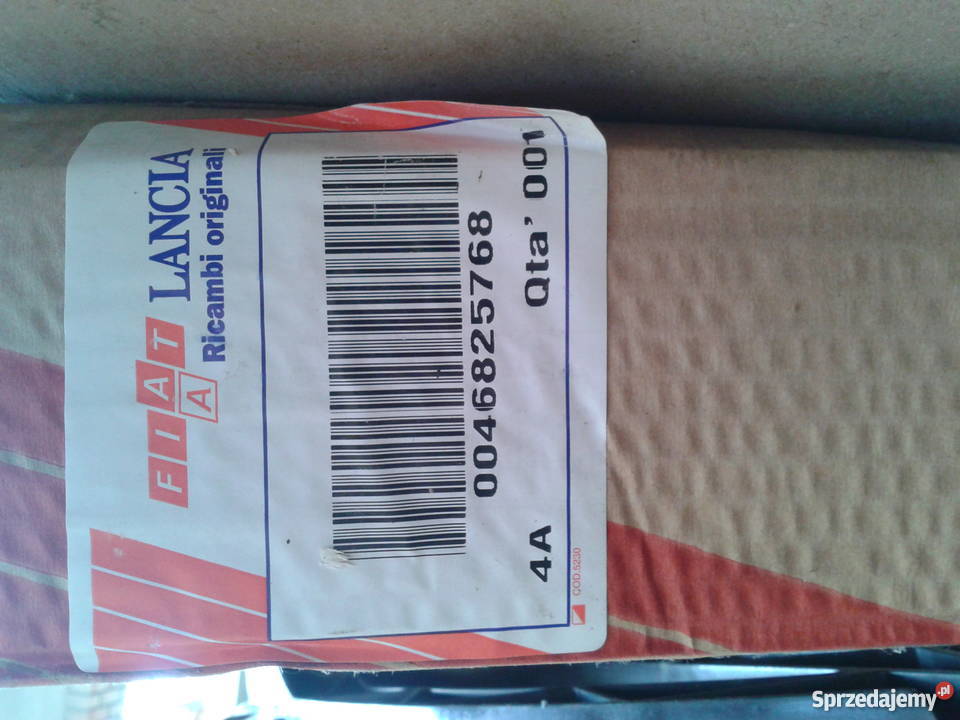 FIAT LANCIA
A
Ricambi originali
0046825768
4A Qta' 001
COD.5230
Sprzedajemy.pl